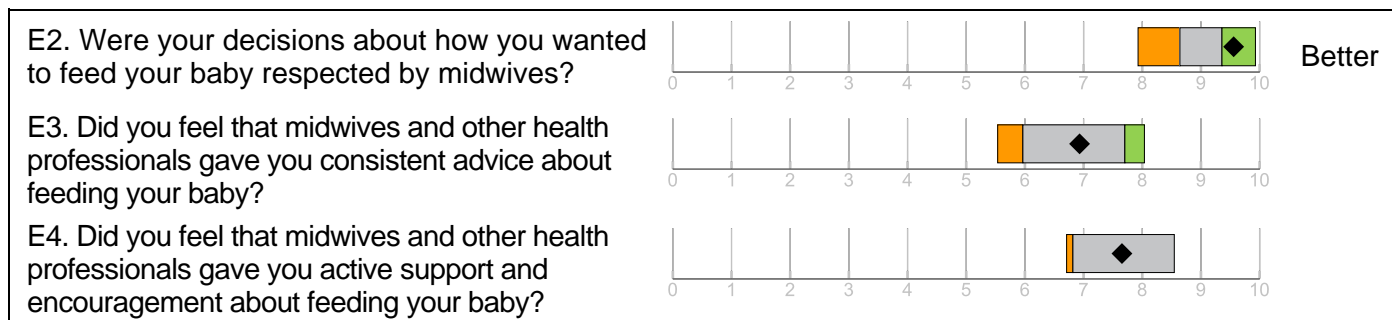 E2. Were your decisions about how you wanted
to feed your baby respected by midwives?
0 1 2 3 4 5 6 7 8 9 10
Better
E3. Did you feel that midwives and other health
professionals gave you consistent advice about
feeding your baby?
0 1 2 3 4 5 6 7 8 9 10
E4. Did you feel that midwives and other health
professionals gave you active support and
encouragement about feeding your baby?
0 1 2 3 4 5 6 7 8 9 10